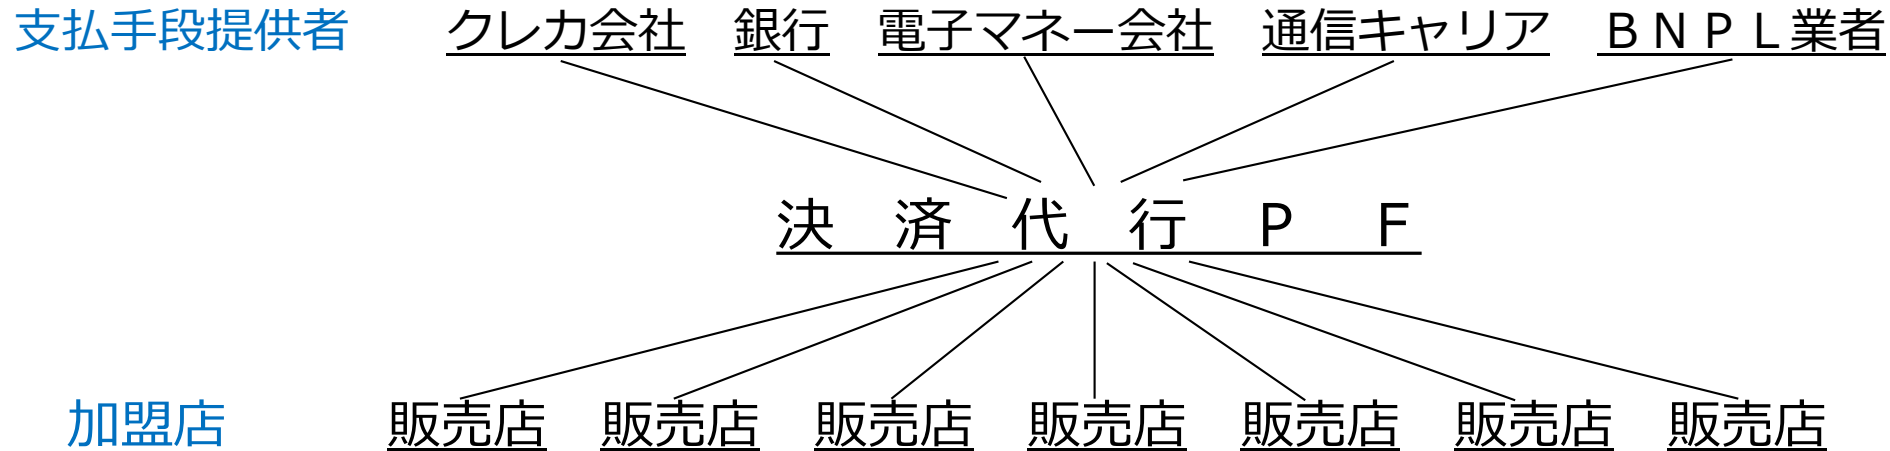 支払手段提供者 クレカ会社 銀行 電子マネー会社 通信キャリア ＢＮＰＬ業者
決 済 代 行 Ｐ Ｆ
加盟店 販売店 販売店 販売店 販売店 販売店 販売店 販売店